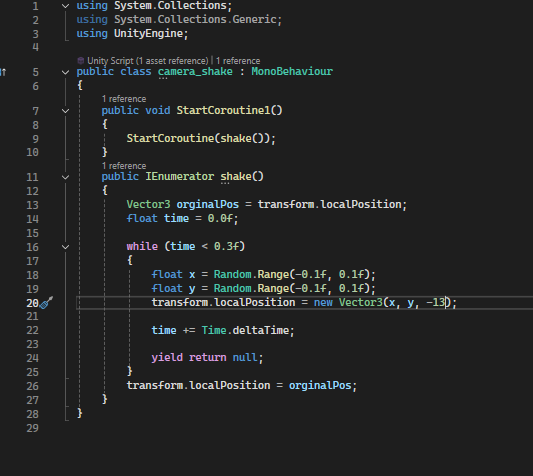 1 using System.Collections;
2 using System.Collections.Generic;
3 using UnityEngine;
4
Unity Script (1 asset reference) | 1 reference
5 public class camera_shake : MonoBehaviour
6 {
1 reference
7 public void StartCoroutine1()
8 {
9 StartCoroutine(shake());
10 }
1 reference
11 public IEnumerator shake()
12 {
13 Vector3 orginalPos = transform.localPosition;
14 float time = 0.0f;
15
16 while (time < 0.3f)
17 {
18 float x = Random.Range(-0.1f, 0.1f);
19 float y = Random.Range(-0.1f, 0.1f);
20 transform.localPosition = new Vector3(x, y, -13);
21
22 time += Time.deltaTime;
23
24 yield return null;
25 }
26 transform.localPosition = orginalPos;
27 }
28 }
29